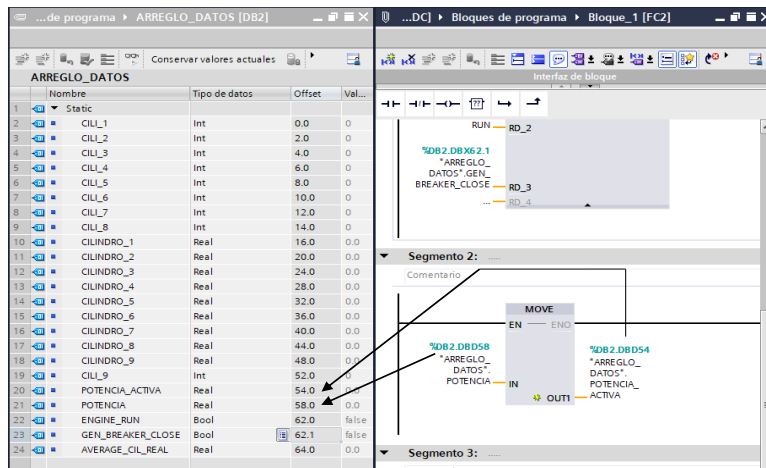 ...de programa ▸ ARREGLO_DATOS [DB2]
Conservar valores actuales
ARREGLO_DATOS
Nombre Tipo de datos Offset Val...
1 Static
2 CILI_1 Int 0.0 0
3 CILI_2 Int 2.0 0
4 CILI_3 Int 4.0 0
5 CILI_4 Int 6.0 0
6 CILI_5 Int 8.0 0
7 CILI_6 Int 10.0 0
8 CILI_7 Int 12.0 0
9 CILI_8 Int 14.0 0
10 CILINDRO_1 Real 16.0 0.0
11 CILINDRO_2 Real 20.0 0.0
12 CILINDRO_3 Real 24.0 0.0
13 CILINDRO_4 Real 28.0 0.0
14 CILINDRO_5 Real 32.0 0.0
15 CILINDRO_6 Real 36.0 0.0
16 CILINDRO_7 Real 40.0 0.0
17 CILINDRO_8 Real 44.0 0.0
18 CILINDRO_9 Real 48.0 0.0
19 CILI_9 Int 52.0 0
20 POTENCIA_ACTIVA Real 54.0 0.0
21 POTENCIA Real 58.0 0.0
22 ENGINE_RUN Bool 62.0 false
23 GEN_BREAKER_CLOSE Bool 62.1 false
24 AVERAGE_CIL_REAL Real 64.0 0.0
...DC] ▸ Bloques de programa ▸ Bloque_1 [FC2]
Interfaz de bloque
RUN RD_2
%DB2.DBX62.1
"ARREGLO_
DATOS".GEN_
BREAKER_CLOSE RD_3
... RD_4
Segmento 2: .....
Comentario
MOVE
EN ENO
%DB2.DBD58
"ARREGLO_
DATOS".
POTENCIA IN
%DB2.DBD54
"ARREGLO_
DATOS".
POTENCIA_
OUT1 ACTIVA
Segmento 3: .....